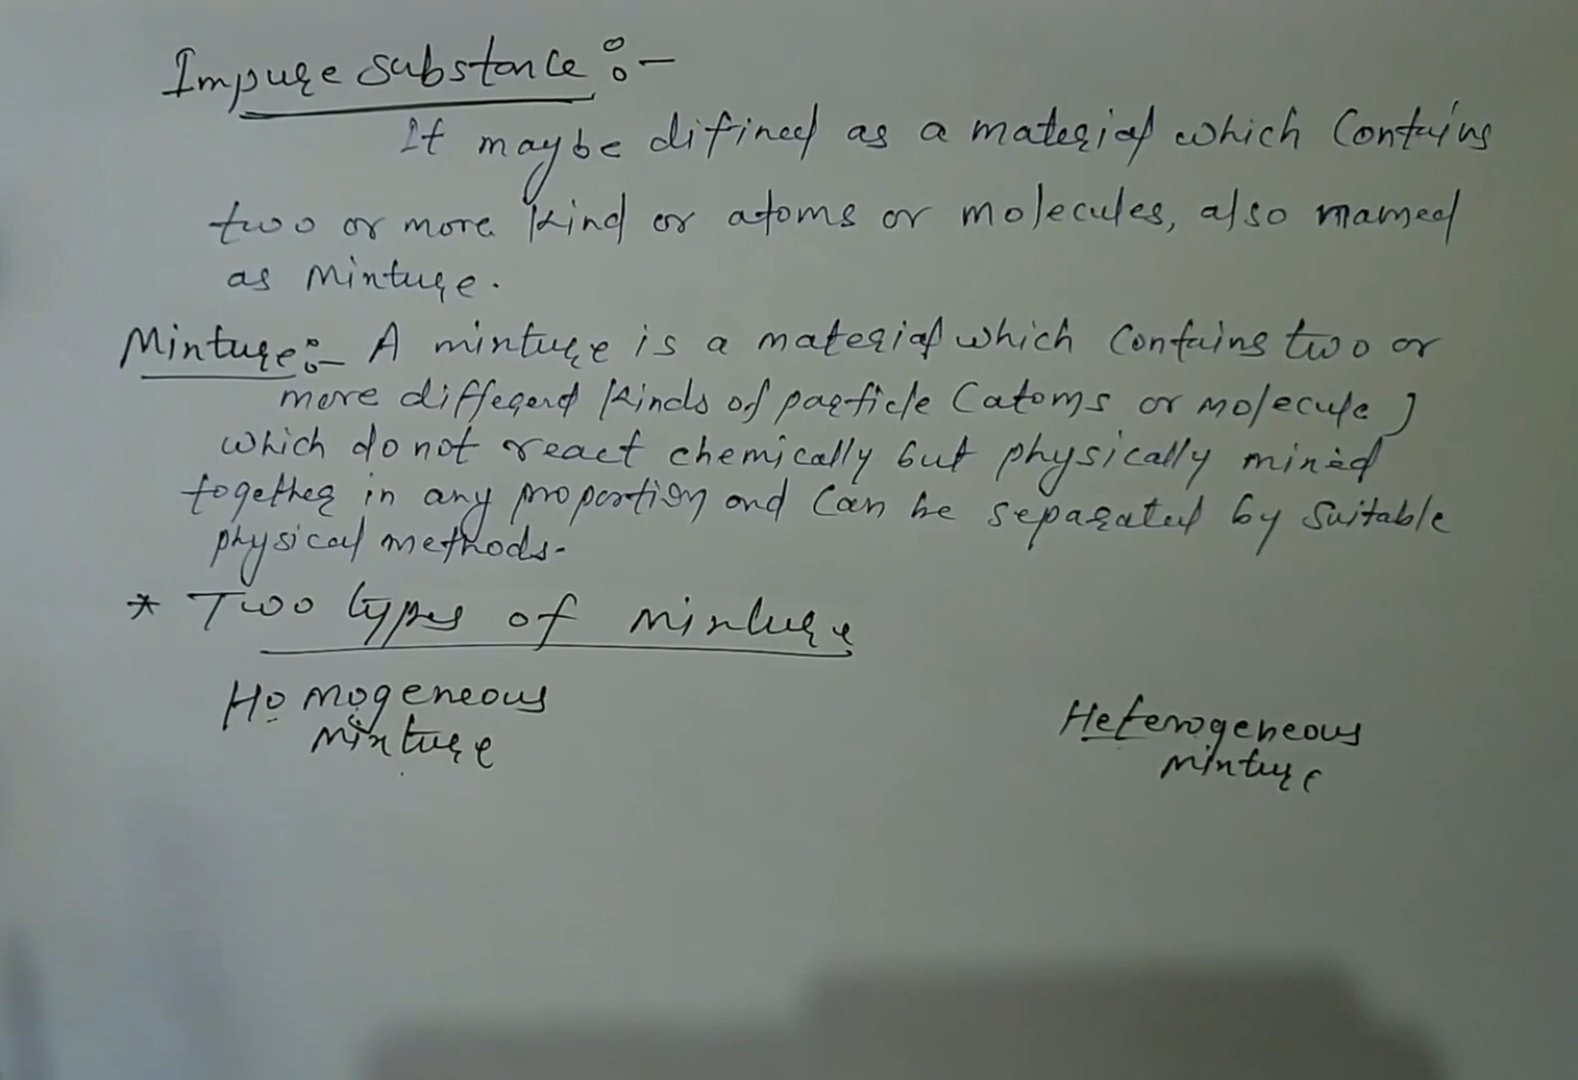 Impure substance :-
It maybe difined as a material which Contains
two or more kind or atoms or molecules, also named
as Mixture.
Mixture:- A mixture is a material which Contains two or
more differend kinds of particle (atoms or molecule)
which do not react chemically but physically mixed
together in any proportion and Can be separated by suitable
physical methods.
* Two types of mixture
Homogeneous
mixture
Heterogeneous
mixture